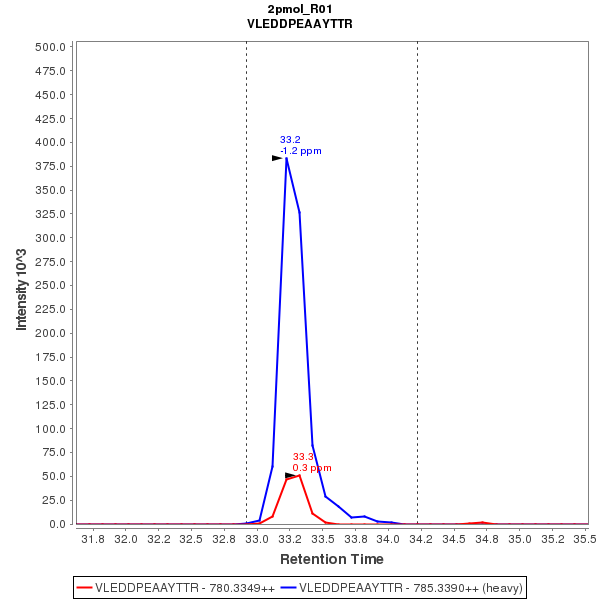 2pmol_R01
VLEDDPEAAYTTR
500.0
475.0
450.0
425.0
400.0
375.0
350.0
325.0
300.0
275.0
250.0
225.0
200.0
175.0
150.0
125.0
100.0
75.0
50.0
25.0
0.0
Intensity 10^3
33.2
-1.2 ppm
33.3
0.3 ppm
31.8 32.0 32.2 32.5 32.8 33.0 33.2 33.5 33.8 34.0 34.2 34.5 34.8 35.0 35.2 35.5
Retention Time
VLEDDPEAAYTTR - 780.3349++ VLEDDPEAAYTTR - 785.3390++ (heavy)